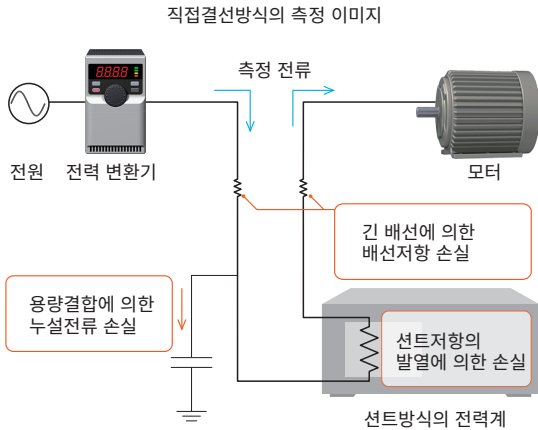 직접결선방식의 측정 이미지
8.8.8.8
측정 전류
전원
전력 변환기
모터
긴 배선에 의한
배선저항 손실
용량결합에 의한
누설전류 손실
션트저항의
발열에 의한 손실
션트방식의 전력계